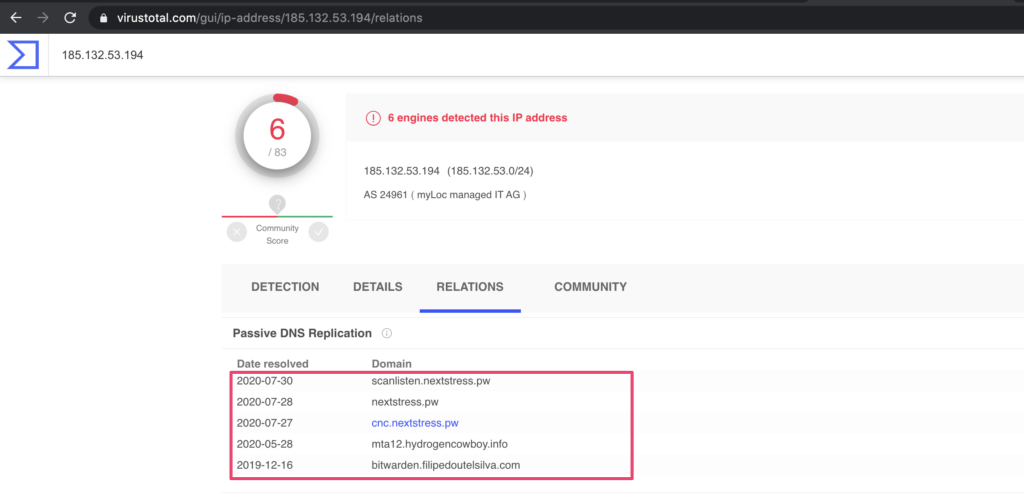 virustotal.com/gui/ip-address/185.132.53.194/relations
185.132.53.194
6
/ 83
6 engines detected this IP address
185.132.53.194 (185.132.53.0/24)
AS 24961 ( myLoc managed IT AG )
?
Community
Score
DETECTION DETAILS RELATIONS COMMUNITY
Passive DNS Replication
Date resolved Domain
2020-07-30 scanlisten.nextstress.pw
2020-07-28 nextstress.pw
2020-07-27 cnc.nextstress.pw
2020-05-28 mta12.hydrogencowboy.info
2019-12-16 bitwarden.filipedoutelsilva.com